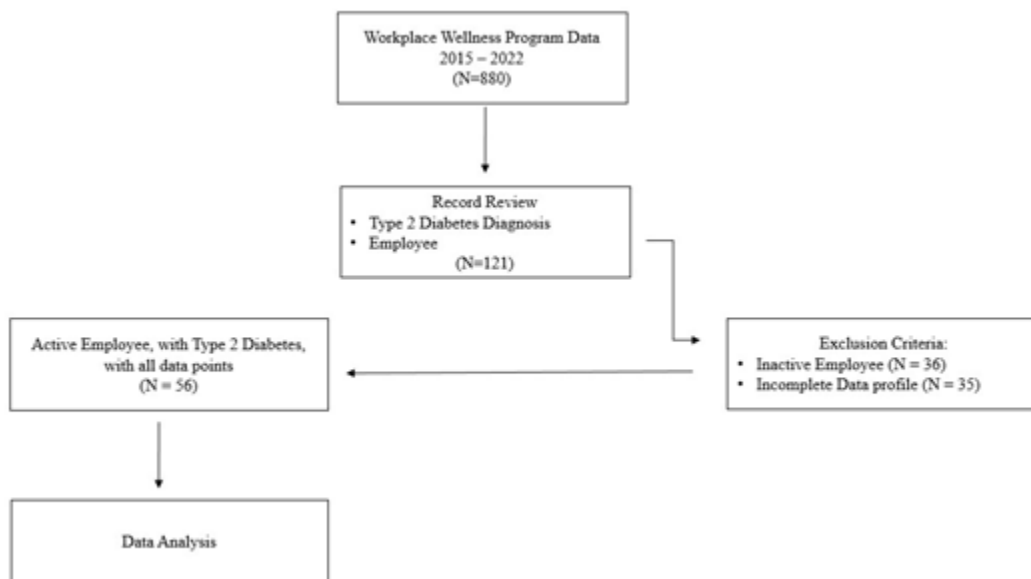 Workplace Wellness Program Data
2015 – 2022
(N=880)
Record Review
• Type 2 Diabetes Diagnosis
• Employee
(N=121)
Active Employee, with Type 2 Diabetes,
with all data points
(N = 56)
Exclusion Criteria:
• Inactive Employee (N = 36)
• Incomplete Data profile (N = 35)
Data Analysis